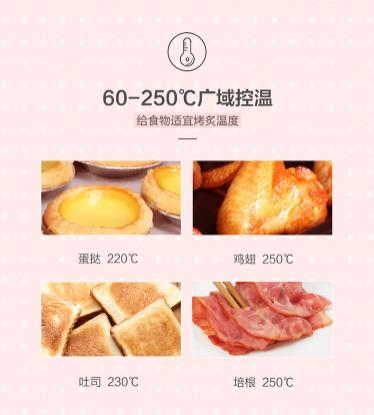 60-250℃广域控温
给食物适宜烤炙温度
蛋挞 220℃
鸡翅 250℃
吐司 230℃
培根 250℃